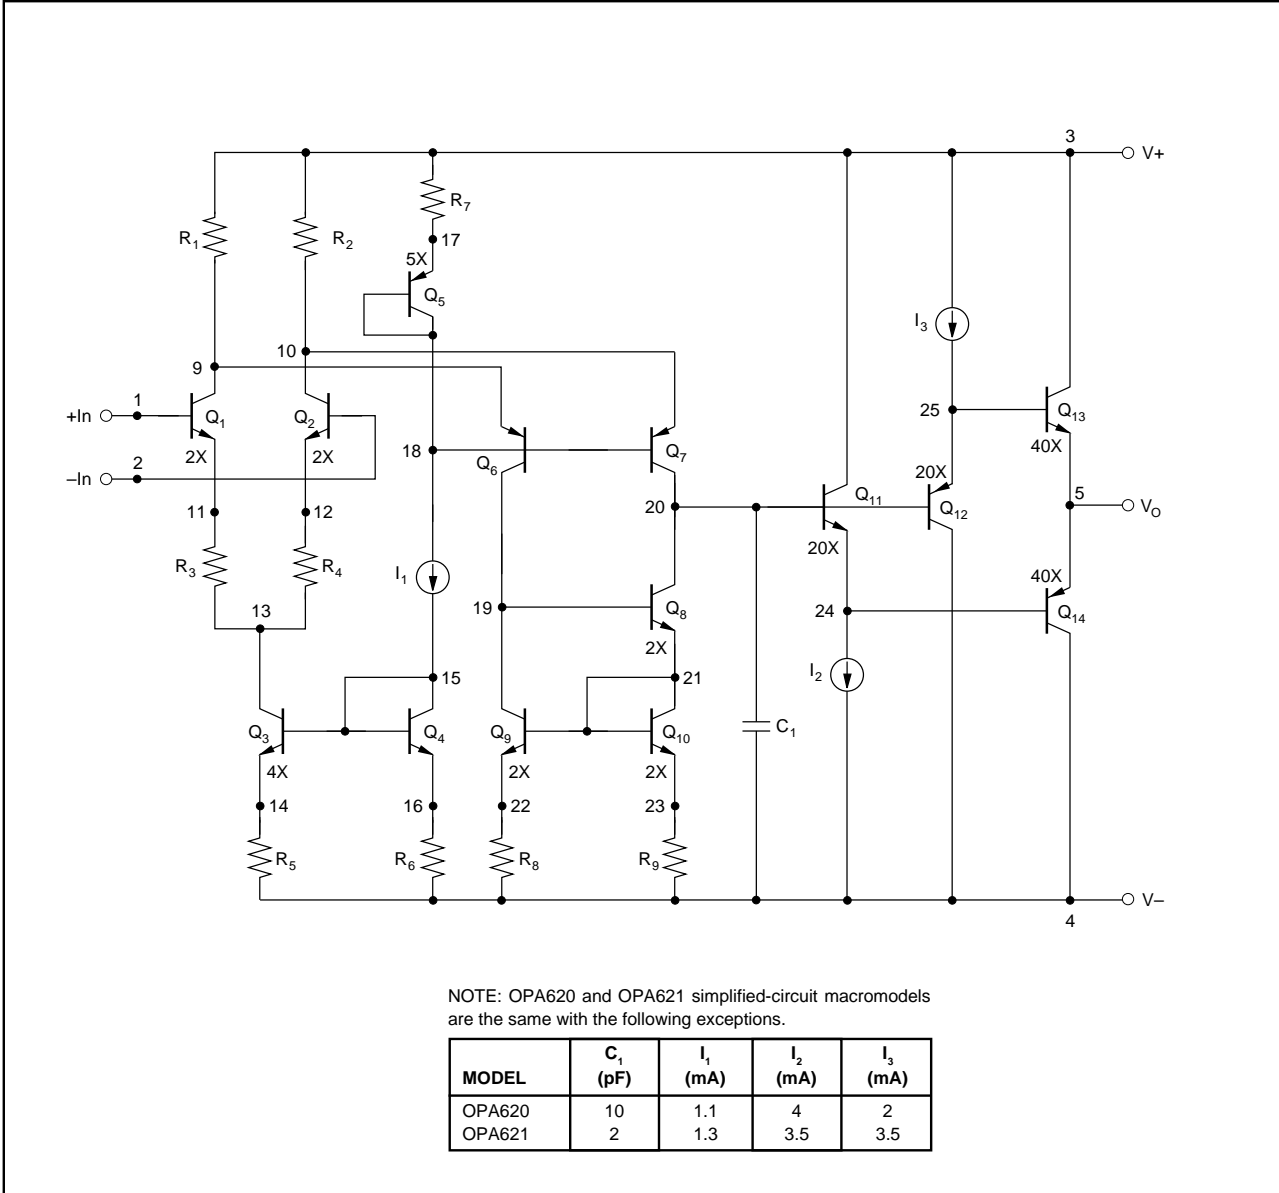 3
V+
R7
R1
R2
17
5X
Q5
I3
10
9
1
25
+In
Q1
Q2
Q13
18
Q7
40X
2X
2X
Q6
20X
2
–In
Q11
5
11
12
20
Q12
VO
20X
R3
R4
I1
40X
13
19
Q8
24
Q14
2X
I2
15
21
Q3
Q4
Q9
Q10
C1
4X
2X
2X
14
16
22
23
R5
R6
R8
R9
V–
4
NOTE: OPA620 and OPA621 simplified-circuit macromodels
are the same with the following exceptions.
MODEL C1 (pF) I1 (mA) I2 (mA) I3 (mA)
OPA620 10 1.1 4 2
OPA621 2 1.3 3.5 3.5